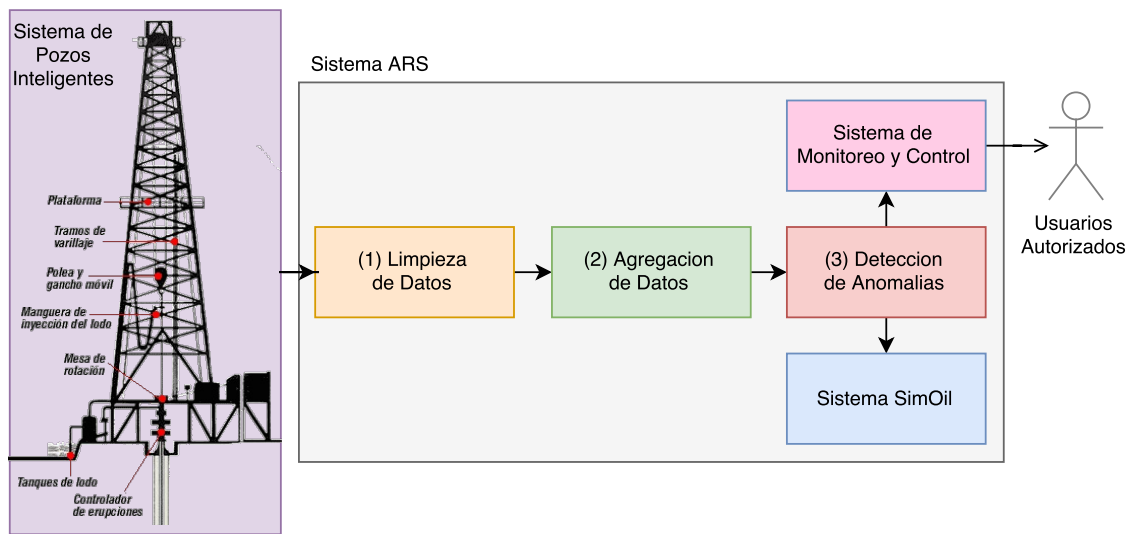 Sistema de
Pozos
Inteligentes
Plataforma
Tramos de
varillaje
Polea y
gancho móvil
Manguera de
inyección del lodo
Mesa de
rotación
Tanques de lodo
Controlador
de erupciones
Sistema ARS
(1) Limpieza
de Datos
(2) Agregacion
de Datos
(3) Deteccion
de Anomalias
Sistema de
Monitoreo y Control
Sistema SimOil
Usuarios
Autorizados